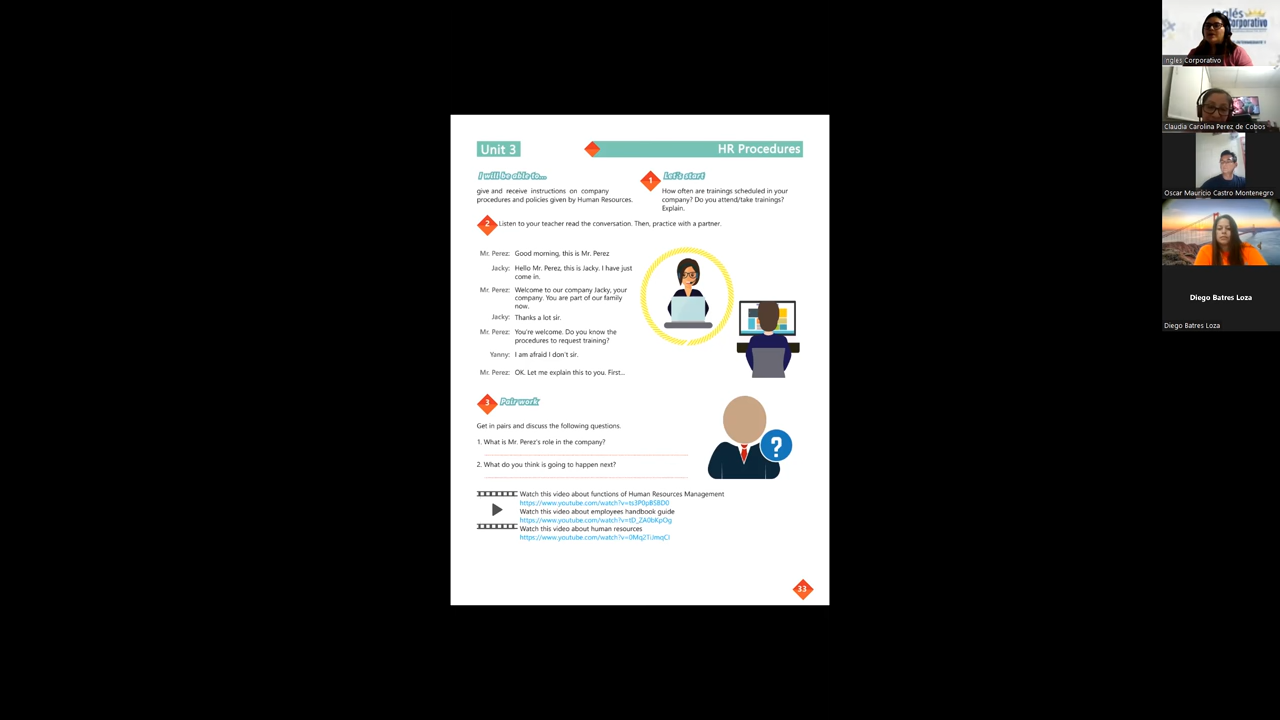 Unit 3
HR Procedures
I will be able to...
give and receive instructions on company
procedures and policies given by Human Resources.
1
Let's start
How often are trainings scheduled in your
company? Do you attend/take trainings?
Explain.
2
Listen to your teacher read the conversation. Then, practice with a partner.
Mr. Perez: Good morning, this is Mr. Perez
Jacky: Hello Mr. Perez, this is Jacky. I have just
come in.
Mr. Perez: Welcome to our company Jacky, your
company. You are part of our family
now.
Jacky: Thanks a lot sir.
Mr. Perez: You're welcome. Do you know the
procedures to request training?
Yanny: I am afraid I don't sir.
Mr. Perez: OK. Let me explain this to you. First...
3
Pair work
Get in pairs and discuss the following questions.
1. What is Mr. Perez's role in the company?
2. What do you think is going to happen next?
?
Watch this video about functions of Human Resources Management
Watch this video about employees handbook guide
Watch this video about human resources
33
Inglés
Corporativo
Ingles Corporativo
Claudia Carolina Perez de Cobos
Oscar Mauricio Castro Montenegro
Diego Batres Loza
Diego Batres Loza